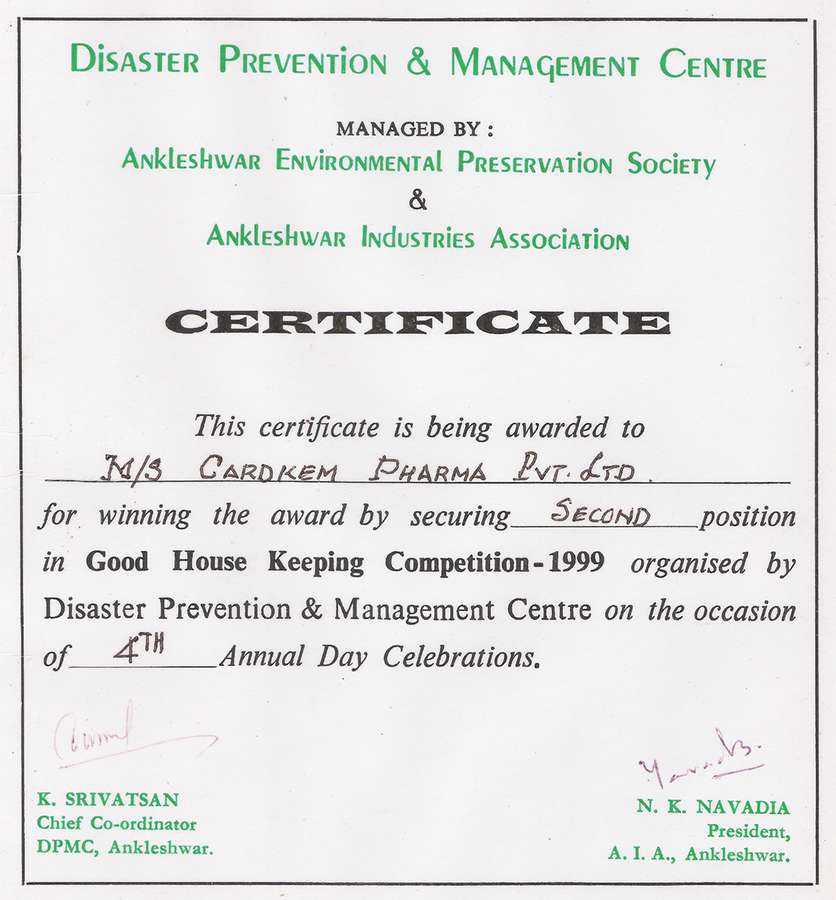 Disaster Prevention & Management Centre
MANAGED BY :
Ankleshwar Environmental Preservation Society
&
Ankleshwar Industries Association
CERTIFICATE
This certificate is being awarded to
M/S CARDKEM PHARMA PVT. LTD.
for winning the award by securing SECOND position
in Good House Keeping Competition-1999 organised by
Disaster Prevention & Management Centre on the occasion
of 4TH Annual Day Celebrations.
K. SRIVATSAN
Chief Co-ordinator
DPMC, Ankleshwar.
N. K. NAVADIA
President,
A. I. A., Ankleshwar.